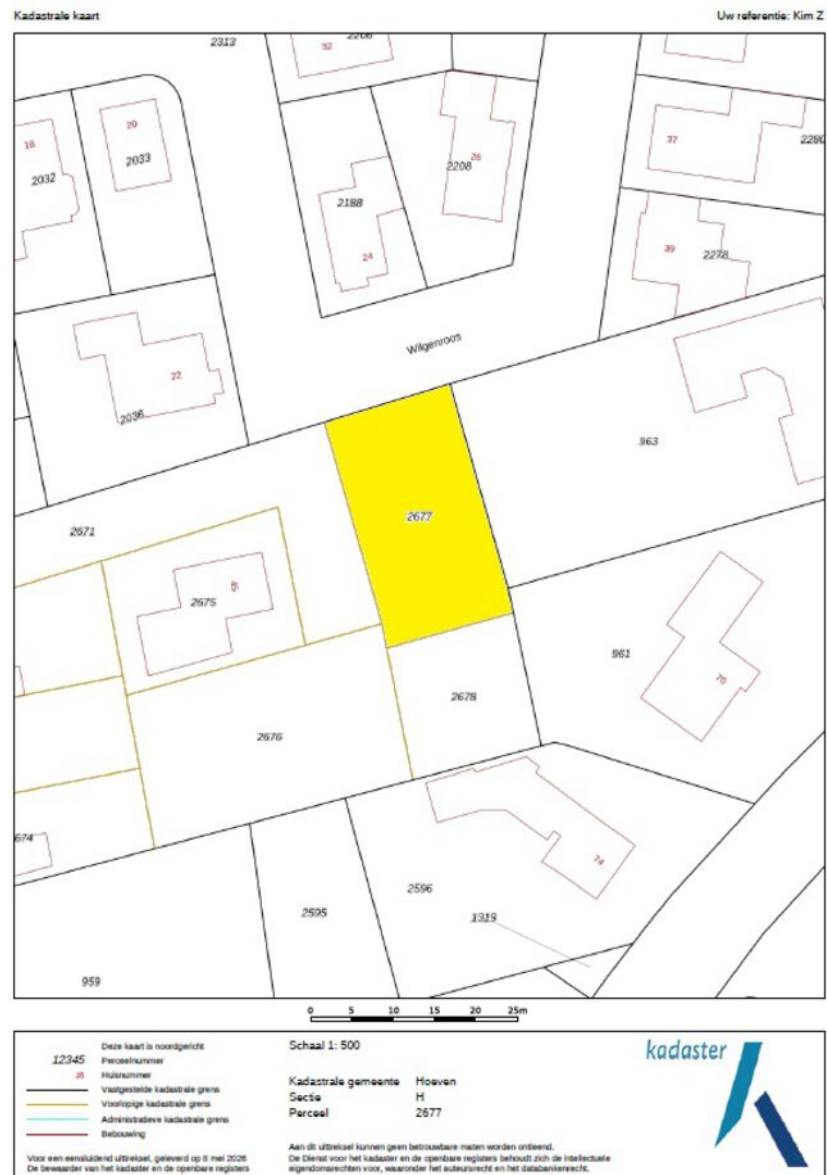 Kadastrale kaart
Uw referentie: Kim Z
2313
92
2206
20
2033
18
2032
26
2208
37
2280
2188
24
39
2278
Wilgenroos
22
2036
963
2677
2671
2675
961
70
2678
2676
674
74
2596
2595
1319
959
0 5 10 15 20 25m
Deze kaart is noordgericht
12345 Perceelnummer
25 Huisnummer
Vastgestelde kadastrale grens
Voorlopige kadastrale grens
Administratieve kadastrale grens
Bebouwing
Voor een eensluidend uittreksel, geleverd op 8 mei 2026
De bewaarder van het kadaster en de openbare registers
Schaal 1: 500
Kadastrale gemeente Hoeven
Sectie H
Perceel 2677
Aan dit uittreksel kunnen geen betrouwbare maten worden ontleend.
De Dienst voor het kadaster en de openbare registers behoudt zich de intellectuele
eigendomsrechten voor, waaronder het auteursrecht en het databankenrecht.
kadaster